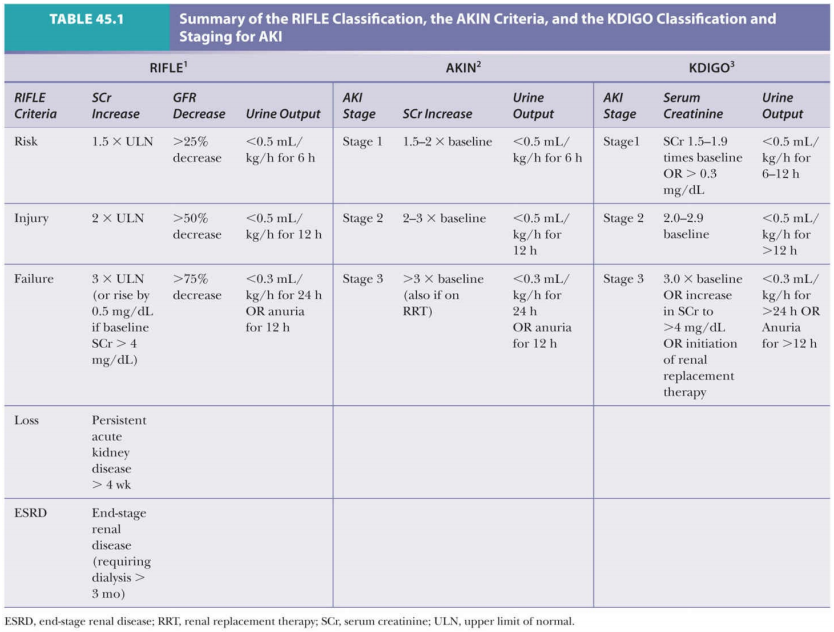 TABLE 45.1
Summary of the RIFLE Classification, the AKIN Criteria, and the KDIGO Classification and
Staging for AKI
RIFLE¹
AKIN²
KDIGO³
RIFLE
Criteria
SCr
Increase
GFR
Decrease
Urine Output
AKI
Stage
SCr Increase
Urine
Output
AKI
Stage
Serum
Creatinine
Urine
Output
Risk
1.5 × ULN
>25%
decrease
<0.5 mL/
kg/h for 6 h
Stage 1
1.5–2 × baseline
<0.5 mL/
kg/h for 6 h
Stage1
SCr 1.5–1.9
times baseline
OR > 0.3
mg/dL
<0.5 mL/
kg/h for
6–12 h
Injury
2 × ULN
>50%
decrease
<0.5 mL/
kg/h for 12 h
Stage 2
2–3 × baseline
<0.5 mL/
kg/h for
12 h
Stage 2
2.0–2.9
baseline
<0.5 mL/
kg/h for
>12 h
Failure
3 × ULN
(or rise by
0.5 mg/dL
if baseline
SCr > 4
mg/dL)
>75%
decrease
<0.3 mL/
kg/h for 24 h
OR anuria
for 12 h
Stage 3
>3 × baseline
(also if on
RRT)
<0.3 mL/
kg/h for
24 h
OR anuria
for 12 h
Stage 3
3.0 × baseline
OR increase
in SCr to
>4 mg/dL
OR initiation
of renal
replacement
therapy
<0.3 mL/
kg/h for
>24 h OR
Anuria
for >12 h
Loss
Persistent
acute
kidney
disease
> 4 wk
ESRD
End-stage
renal
disease
(requiring
dialysis >
3 mo)
ESRD, end-stage renal disease; RRT, renal replacement therapy; SCr, serum creatinine; ULN, upper limit of normal.